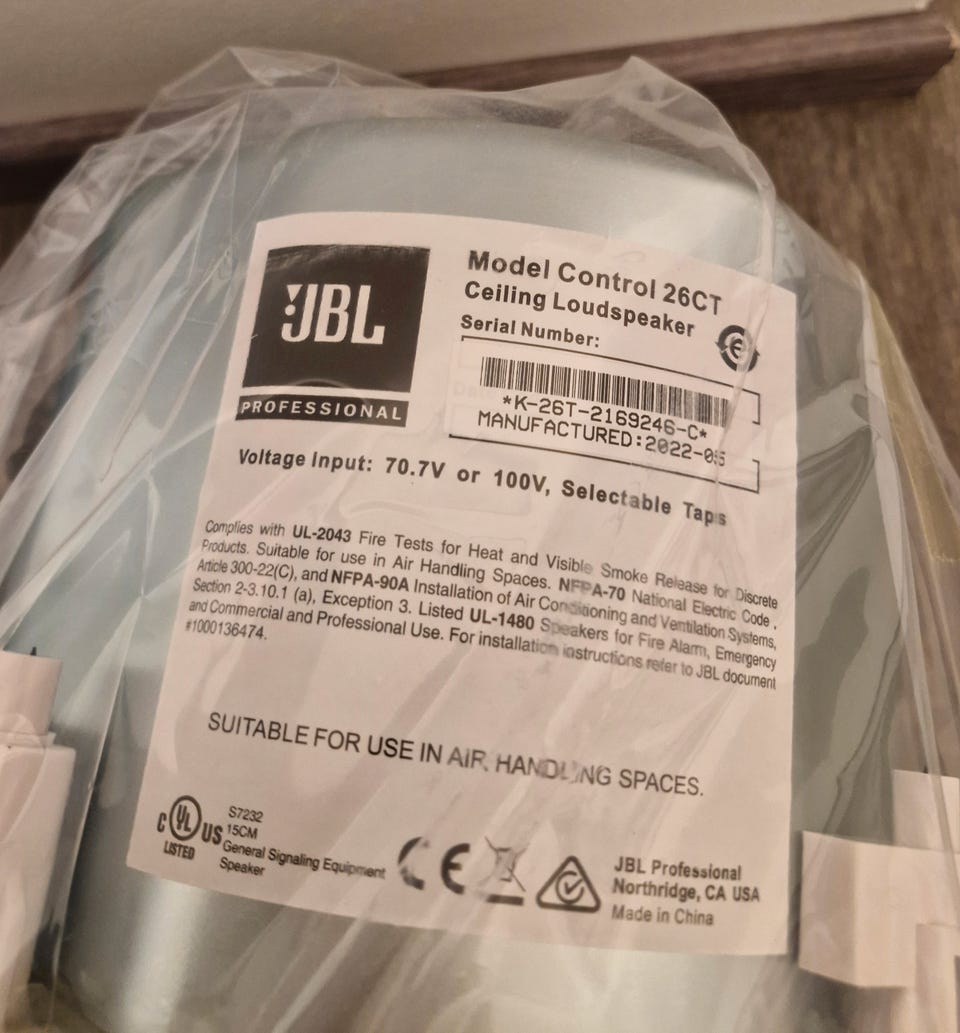 JBL
PROFESSIONAL
Model Control 26CT
Ceiling Loudspeaker
Serial Number:
*K-26T-2169246-C*
MANUFACTURED:2022-05
Voltage Input: 70.7V or 100V, Selectable Taps
Complies with UL-2043 Fire Tests for Heat and Visible Smoke Release for Discrete
Products. Suitable for use in Air Handling Spaces. NFPA-70 National Electric Code ,
Article 300-22(C), and NFPA-90A Installation of Air Conditioning and Ventilation Systems,
Section 2-3.10.1 (a), Exception 3. Listed UL-1480 Speakers for Fire Alarm, Emergency
and Commercial and Professional Use. For installation instructions refer to JBL document
#1000136474.
SUITABLE FOR USE IN AIR HANDLING SPACES.
C UL US
LISTED
S7232
15CM
General Signaling Equipment
Speaker
CE
JBL Professional
Northridge, CA USA
Made in China